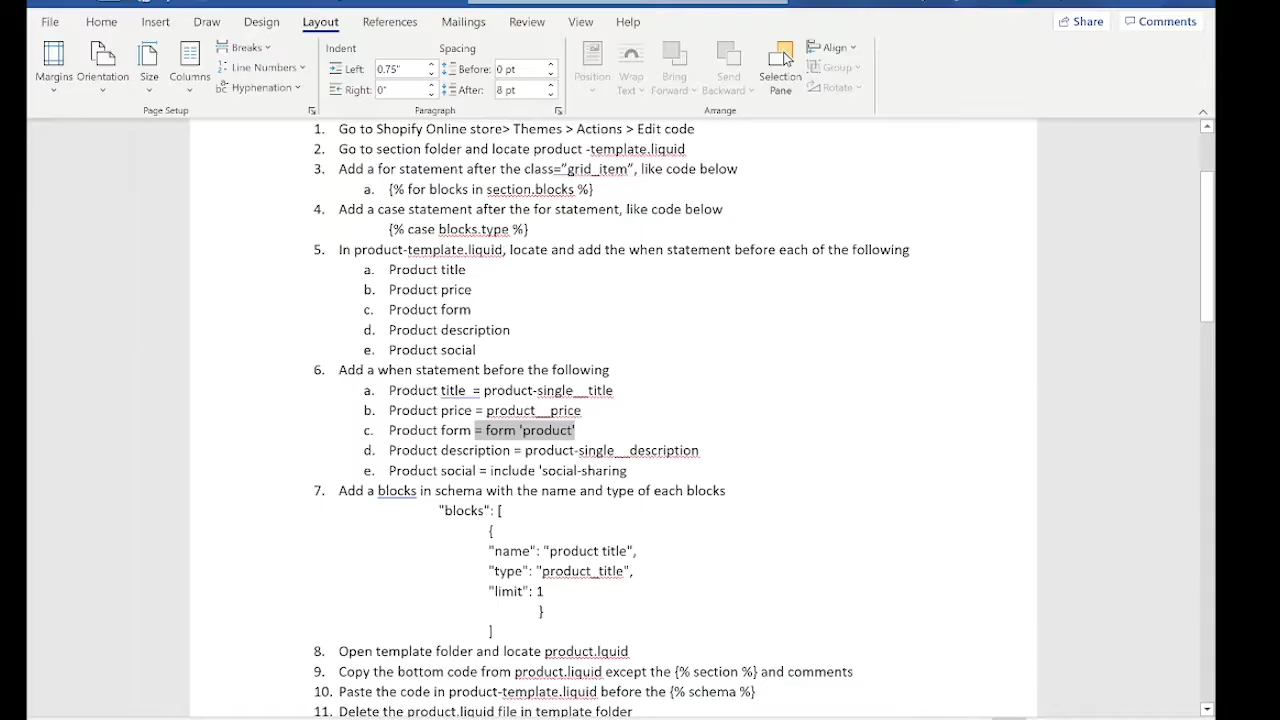 File Home Insert Draw Design Layout References Mailings Review View Help Share Comments
Margins Orientation Size Columns Breaks Line Numbers Hyphenation
Page Setup
Indent Spacing
Left: 0.75" Before: 0 pt
Right: 0" After: 8 pt
Paragraph
Position Wrap Text Bring Forward Send Backward Selection Pane Align Group Rotate
Arrange
1. Go to Shopify Online store> Themes > Actions > Edit code
2. Go to section folder and locate product -template.liquid
3. Add a for statement after the class="grid_item", like code below
a. {% for blocks in section.blocks %}
4. Add a case statement after the for statement, like code below
{% case blocks.type %}
5. In product-template.liquid, locate and add the when statement before each of the following
a. Product title
b. Product price
c. Product form
d. Product description
e. Product social
6. Add a when statement before the following
a. Product title = product-single__title
b. Product price = product__price
c. Product form = form 'product'
d. Product description = product-single__description
e. Product social = include 'social-sharing
7. Add a blocks in schema with the name and type of each blocks
"blocks": [
{
"name": "product title",
"type": "product_title",
"limit": 1
}
]
8. Open template folder and locate product.lquid
9. Copy the bottom code from product.liquid except the {% section %} and comments
10. Paste the code in product-template.liquid before the {% schema %}
11. Delete the product.liquid file in template folder